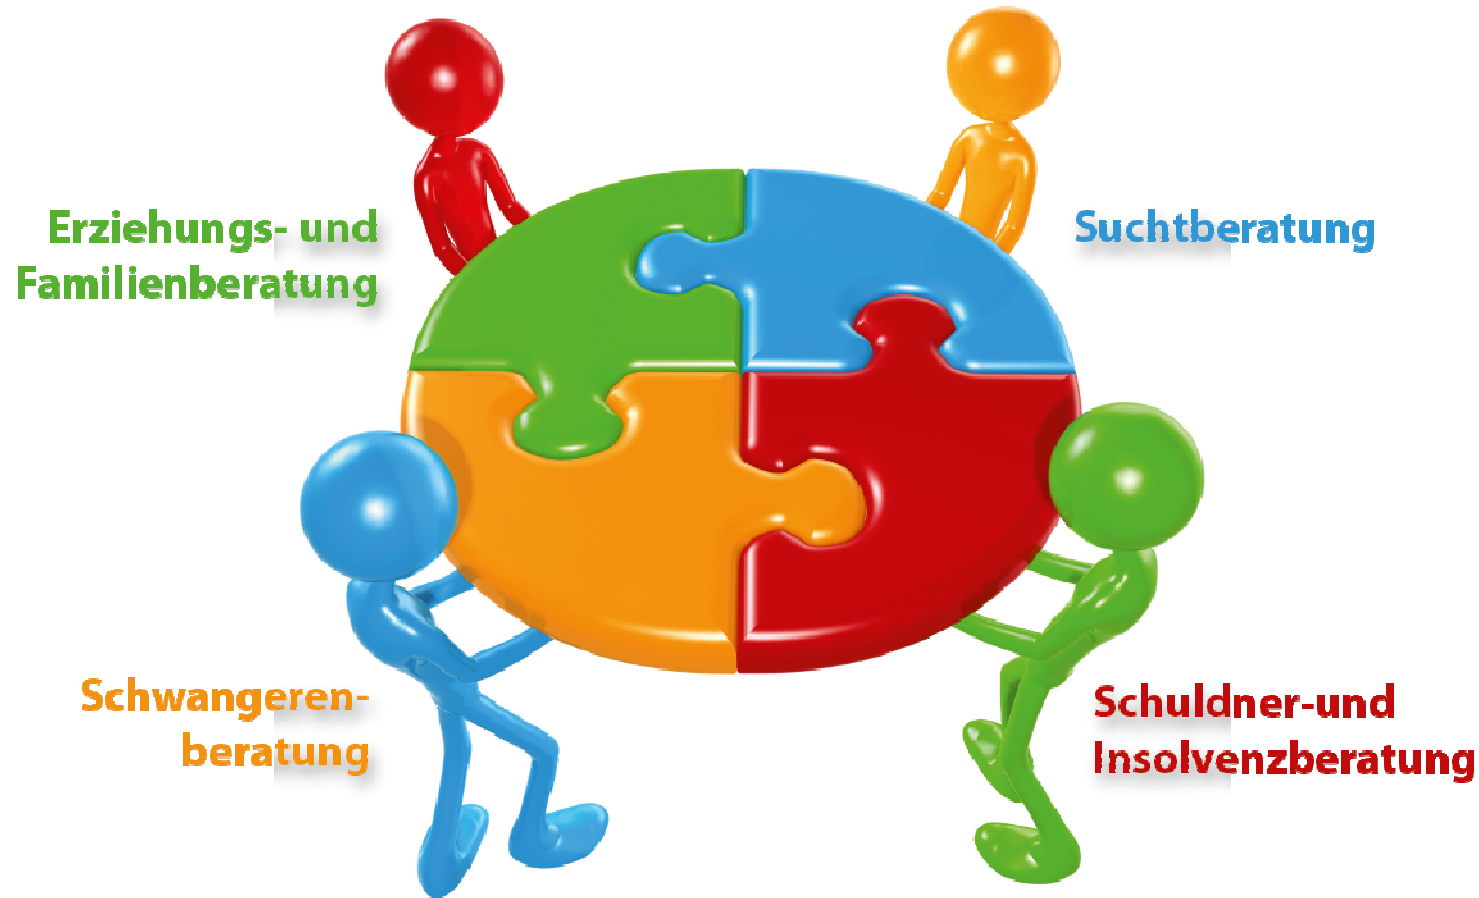 Erziehungs- und
Familienberatung
Suchtberatung
Schwangeren-
beratung
Schuldner-und
Insolvenzberatung